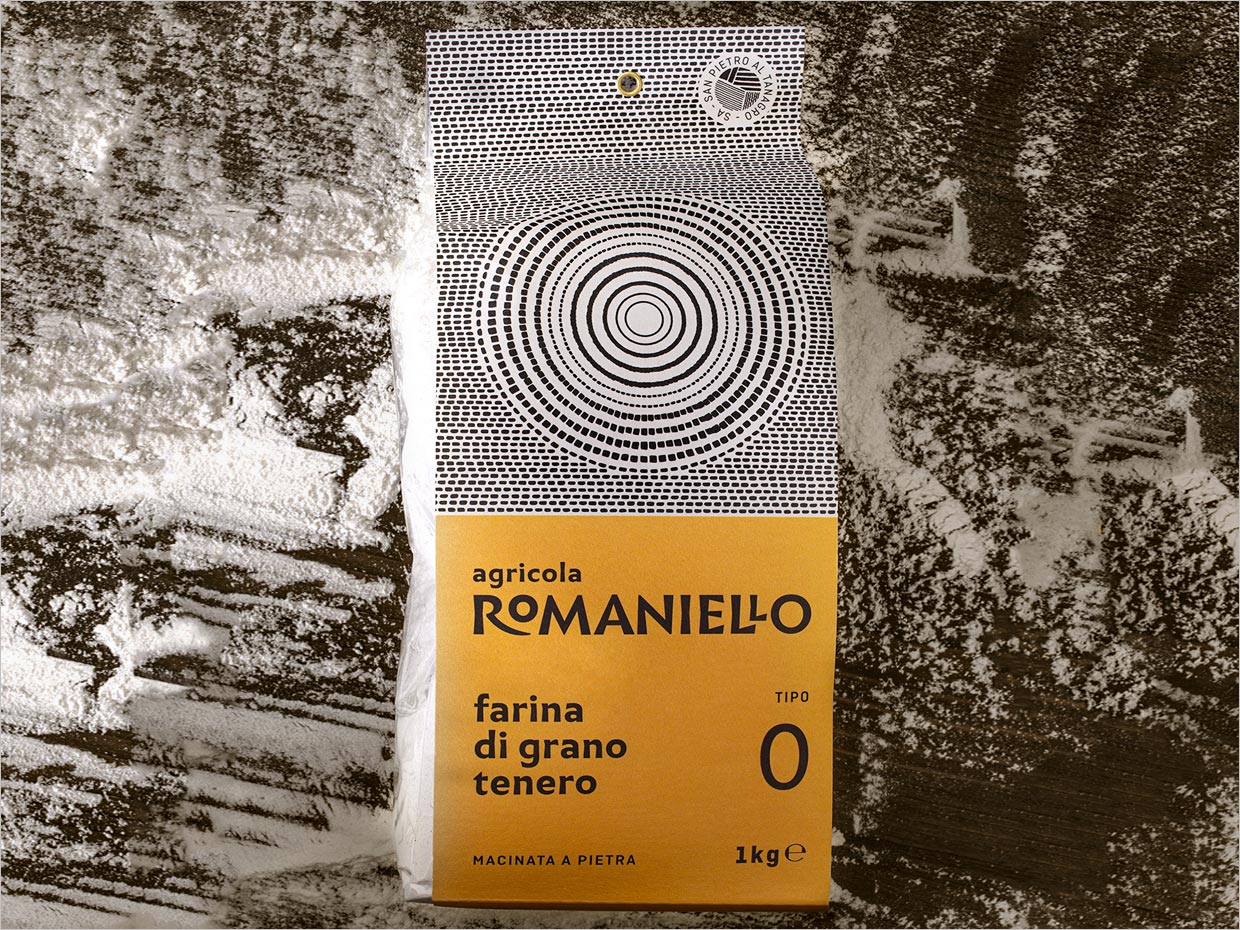 SA - SAN PIETRO AL TANAGRO -
agricola
ROMANIELLO
farina
di grano
tenero
TIPO
0
MACINATA A PIETRA
1kg ℮